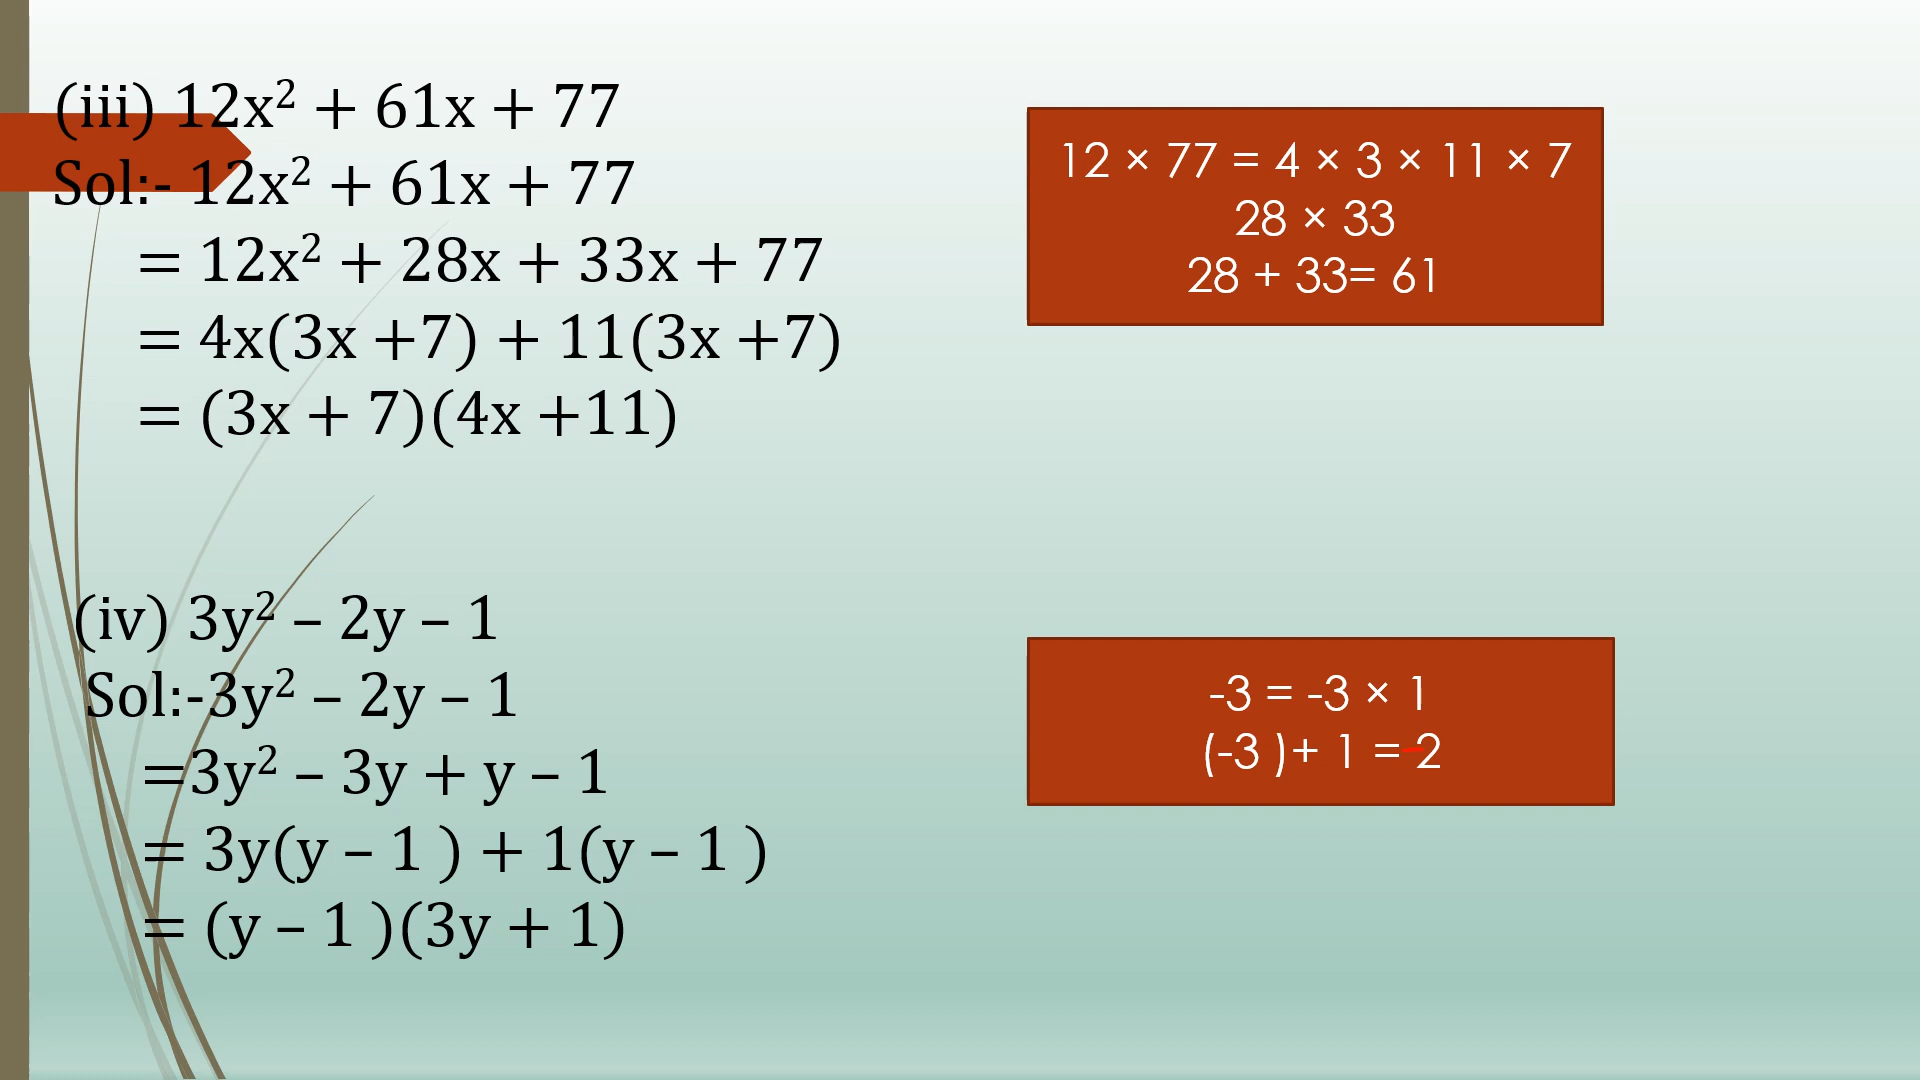 (iii) 12x² + 61x + 77
Sol:- 12x² + 61x + 77
= 12x² + 28x + 33x + 77
= 4x(3x +7) + 11(3x +7)
= (3x + 7)(4x +11)
12 × 77 = 4 × 3 × 11 × 7
28 × 33
28 + 33= 61
(iv) 3y² – 2y – 1
Sol:-3y² – 2y – 1
=3y² – 3y + y – 1
= 3y(y – 1 ) + 1(y – 1 )
= (y – 1 )(3y + 1)
-3 = -3 × 1
(-3 )+ 1 = –2